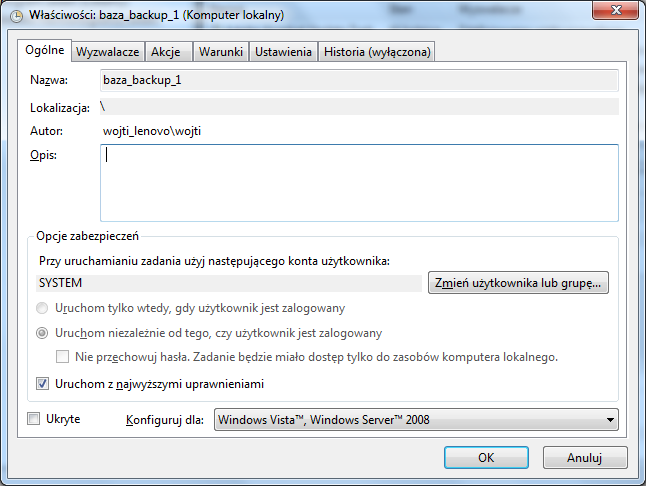 Właściwości: baza_backup_1 (Komputer lokalny)
Ogólne Wyzwalacze Akcje Warunki Ustawienia Historia (wyłączona)
Nazwa: baza_backup_1
Lokalizacja: \
Autor: wojti_lenovo\wojti
Opis:
Opcje zabezpieczeń
Przy uruchamianiu zadania użyj następującego konta użytkownika:
SYSTEM Zmień użytkownika lub grupę...
Uruchom tylko wtedy, gdy użytkownik jest zalogowany
Uruchom niezależnie od tego, czy użytkownik jest zalogowany
Nie przechowuj hasła. Zadanie będzie miało dostęp tylko do zasobów komputera lokalnego.
Uruchom z najwyższymi uprawnieniami
Ukryte Konfiguruj dla: Windows Vista™, Windows Server™ 2008
OK Anuluj